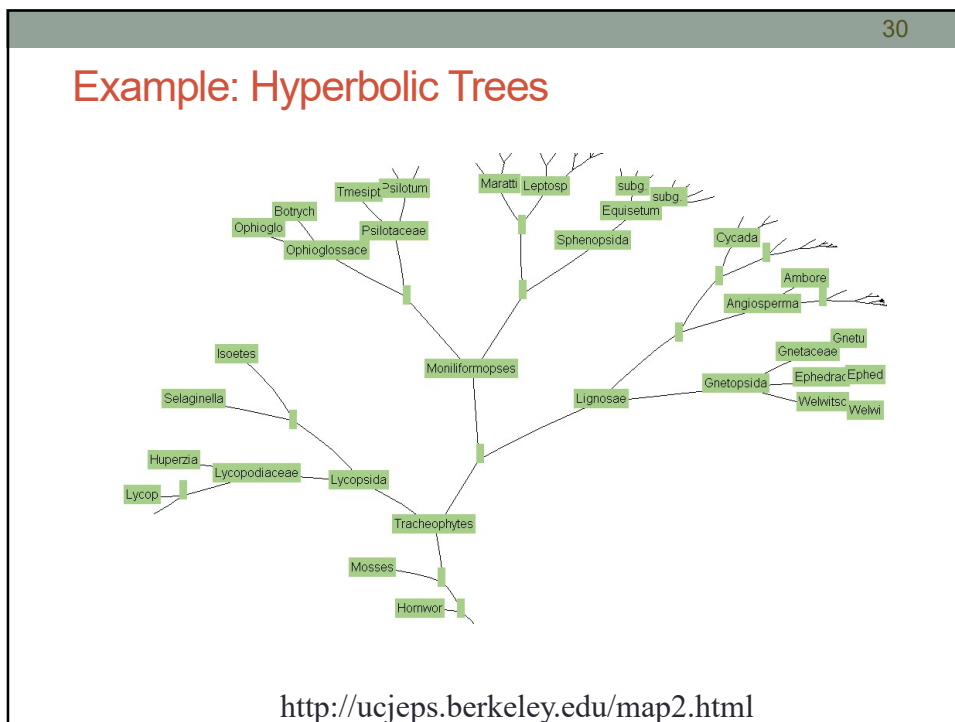 30
Example: Hyperbolic Trees
Maratti
Leptosp
subg.
subg.
Tmesipt
Psilotum
Botrych
Ophioglo
Psilotaceae
Ophioglossace
Equisetum
Sphenopsida
Cycada
Ambore
Angiosperma
Gnetu
Gnetaceae
Isoetes
Moniliformopses
Ephedrac
Ephed
Gnetopsida
Selaginella
Lignosae
Welwitsc
Welwi
Huperzia
Lycopodiaceae
Lycopsida
Lycop
Tracheophytes
Mosses
Hornwor
http://ucjeps.berkeley.edu/map2.html